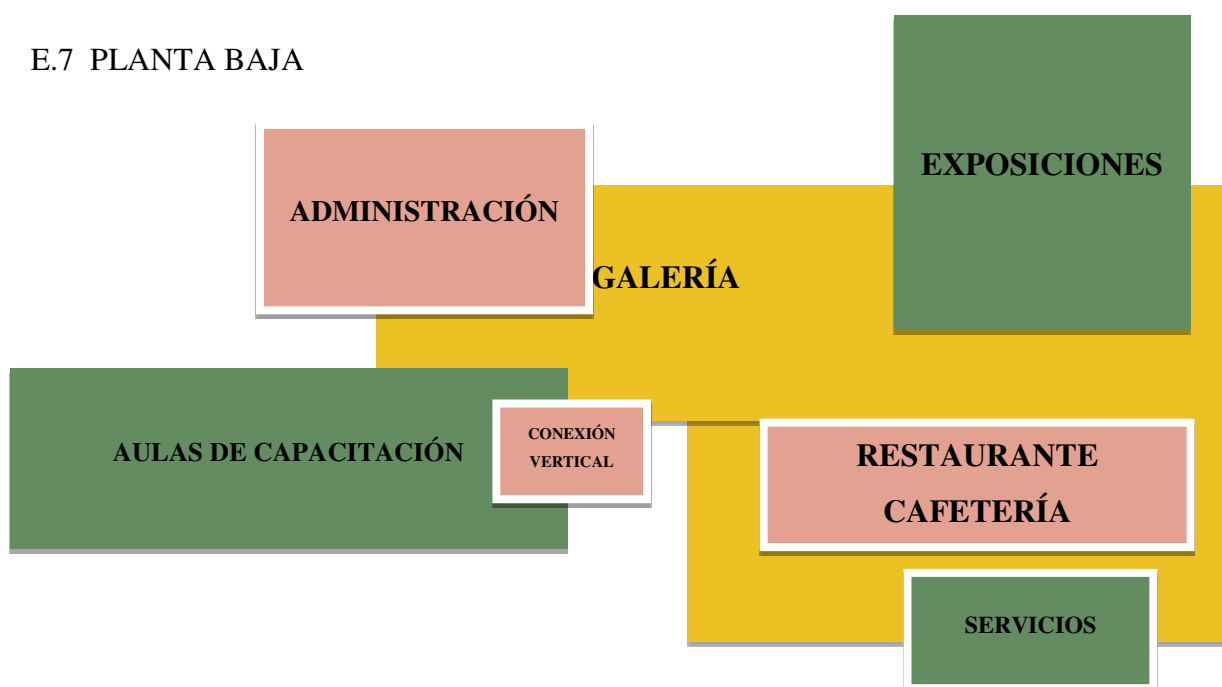 E.7 PLANTA BAJA
EXPOSICIONES
ADMINISTRACIÓN
GALERÍA
AULAS DE CAPACITACIÓN
CONEXIÓN
VERTICAL
RESTAURANTE
CAFETERÍA
SERVICIOS